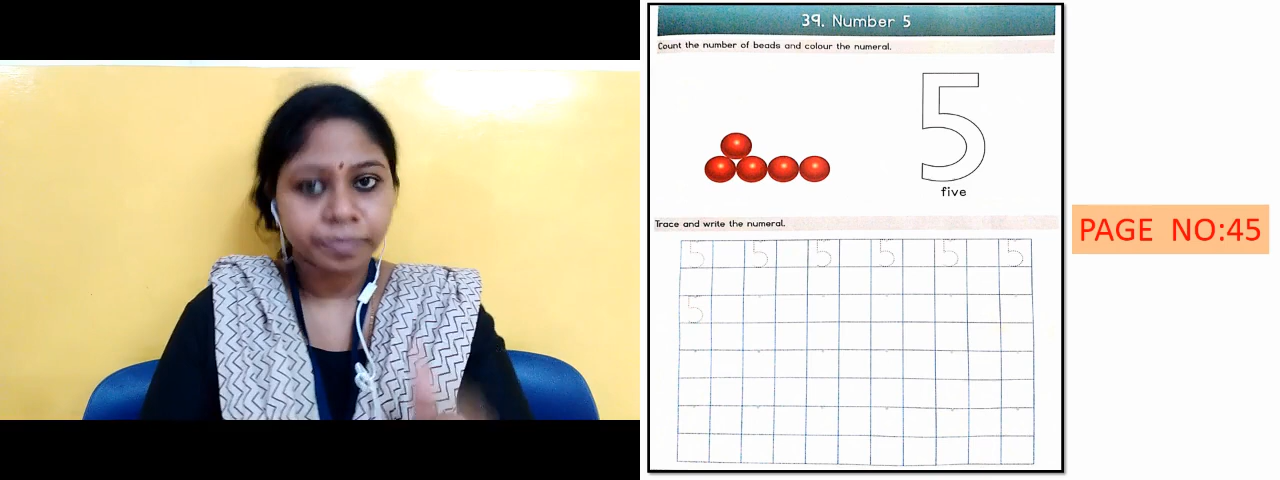 39. Number 5
Count the number of beads and colour the numeral.
5
five
Trace and write the numeral.
5 5 5 5 5 5
5
PAGE NO:45